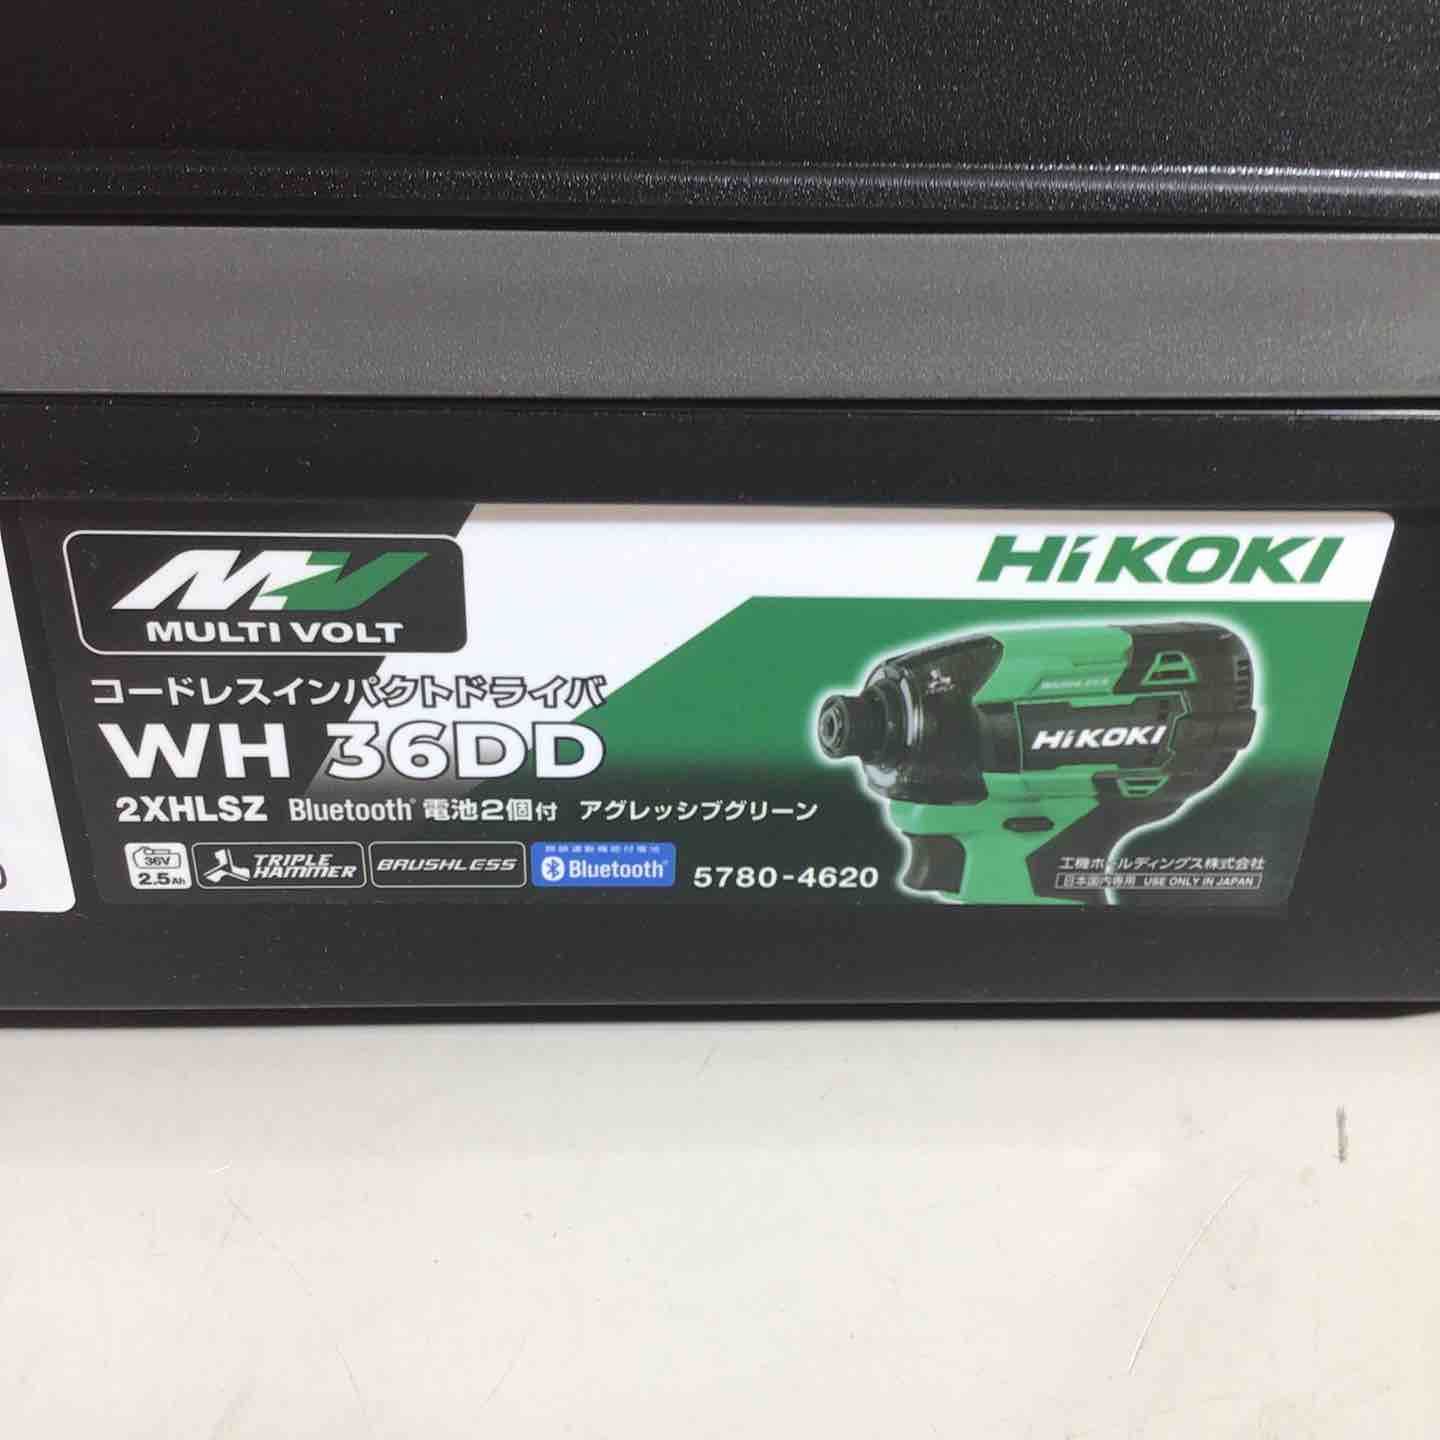 MV
MULTI VOLT
HiKOKI
コードレスインパクトドライバ
WH 36DD
2XHLSZ Bluetooth® 電池2個付 アグレッシブグリーン
36V
2.5Ah
TRIPLE
HAMMER
BRUSHLESS
Bluetooth®
5780-4620
BRUSHLESS
HiKOKI
工機ホールディングス株式会社
日本国内専用 USE ONLY IN JAPAN